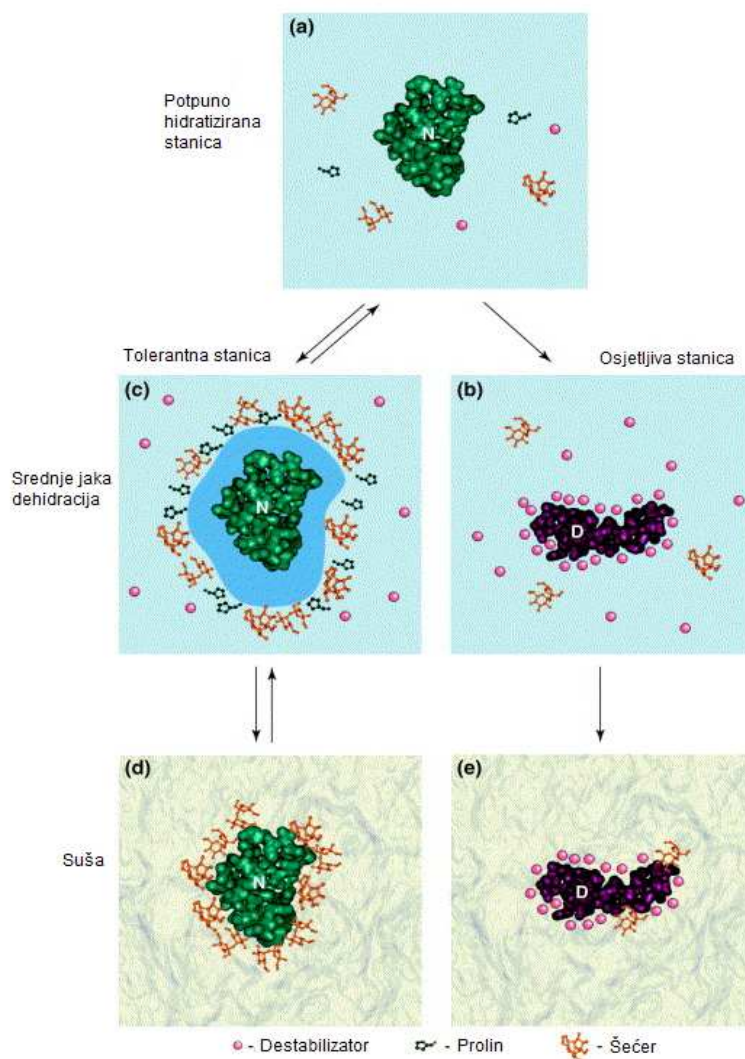 (a)
Potpuno
hidratizirana
stanica
N
Tolerantna stanica
Osjetljiva stanica
(c)
(b)
Srednje jaka
dehidracija
N
D
(d)
(e)
Suša
N
D
- Destabilizator
- Prolin
- Šećer